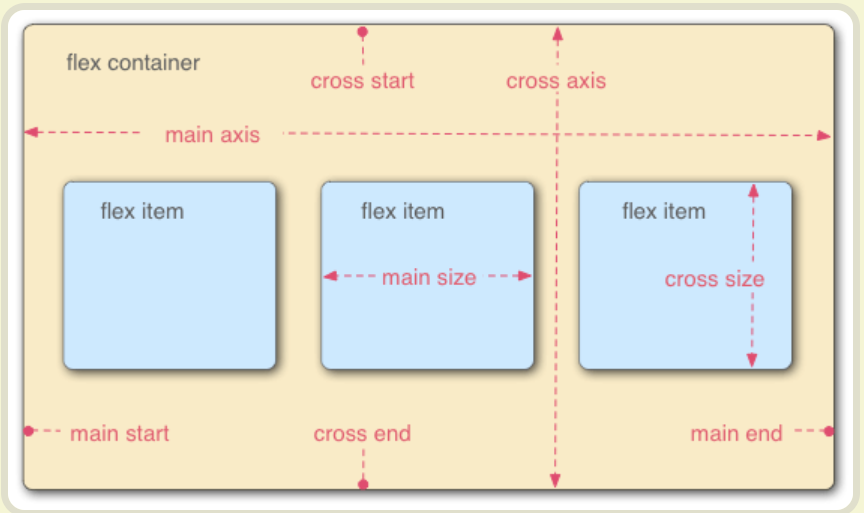 flex container
cross start
cross axis
main axis
flex item
flex item
flex item
main size
cross size
main start
cross end
main end